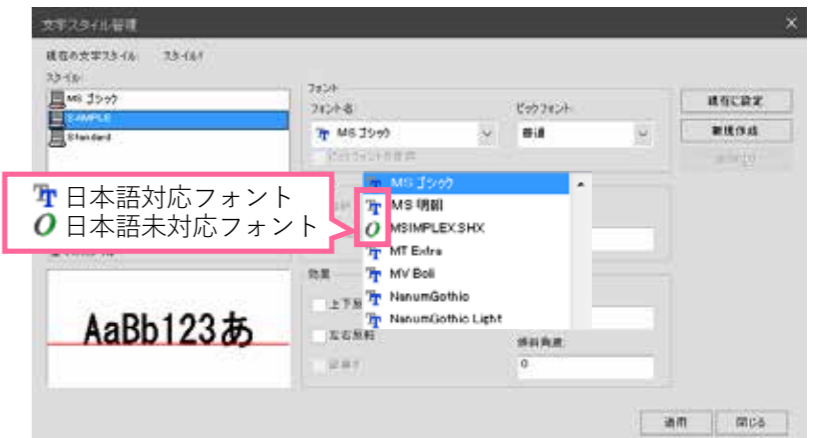 文字スタイル管理
現在の文字スタイル: スタイル1
スタイル:
MS ゴシック
SAMPLE
Standard
フォント
フォント名
ビックフォント
MS ゴシック
普通
現在に設定
新規作成
日本語対応フォント
日本語未対応フォント
MS ゴシック
MS 明朝
MSIMPLEX.SHX
MT Extra
MV Boli
NanumGothic
NanumGothic Light
効果
左右反転
傾斜角度
0
AaBb123あ
適用
閉じる